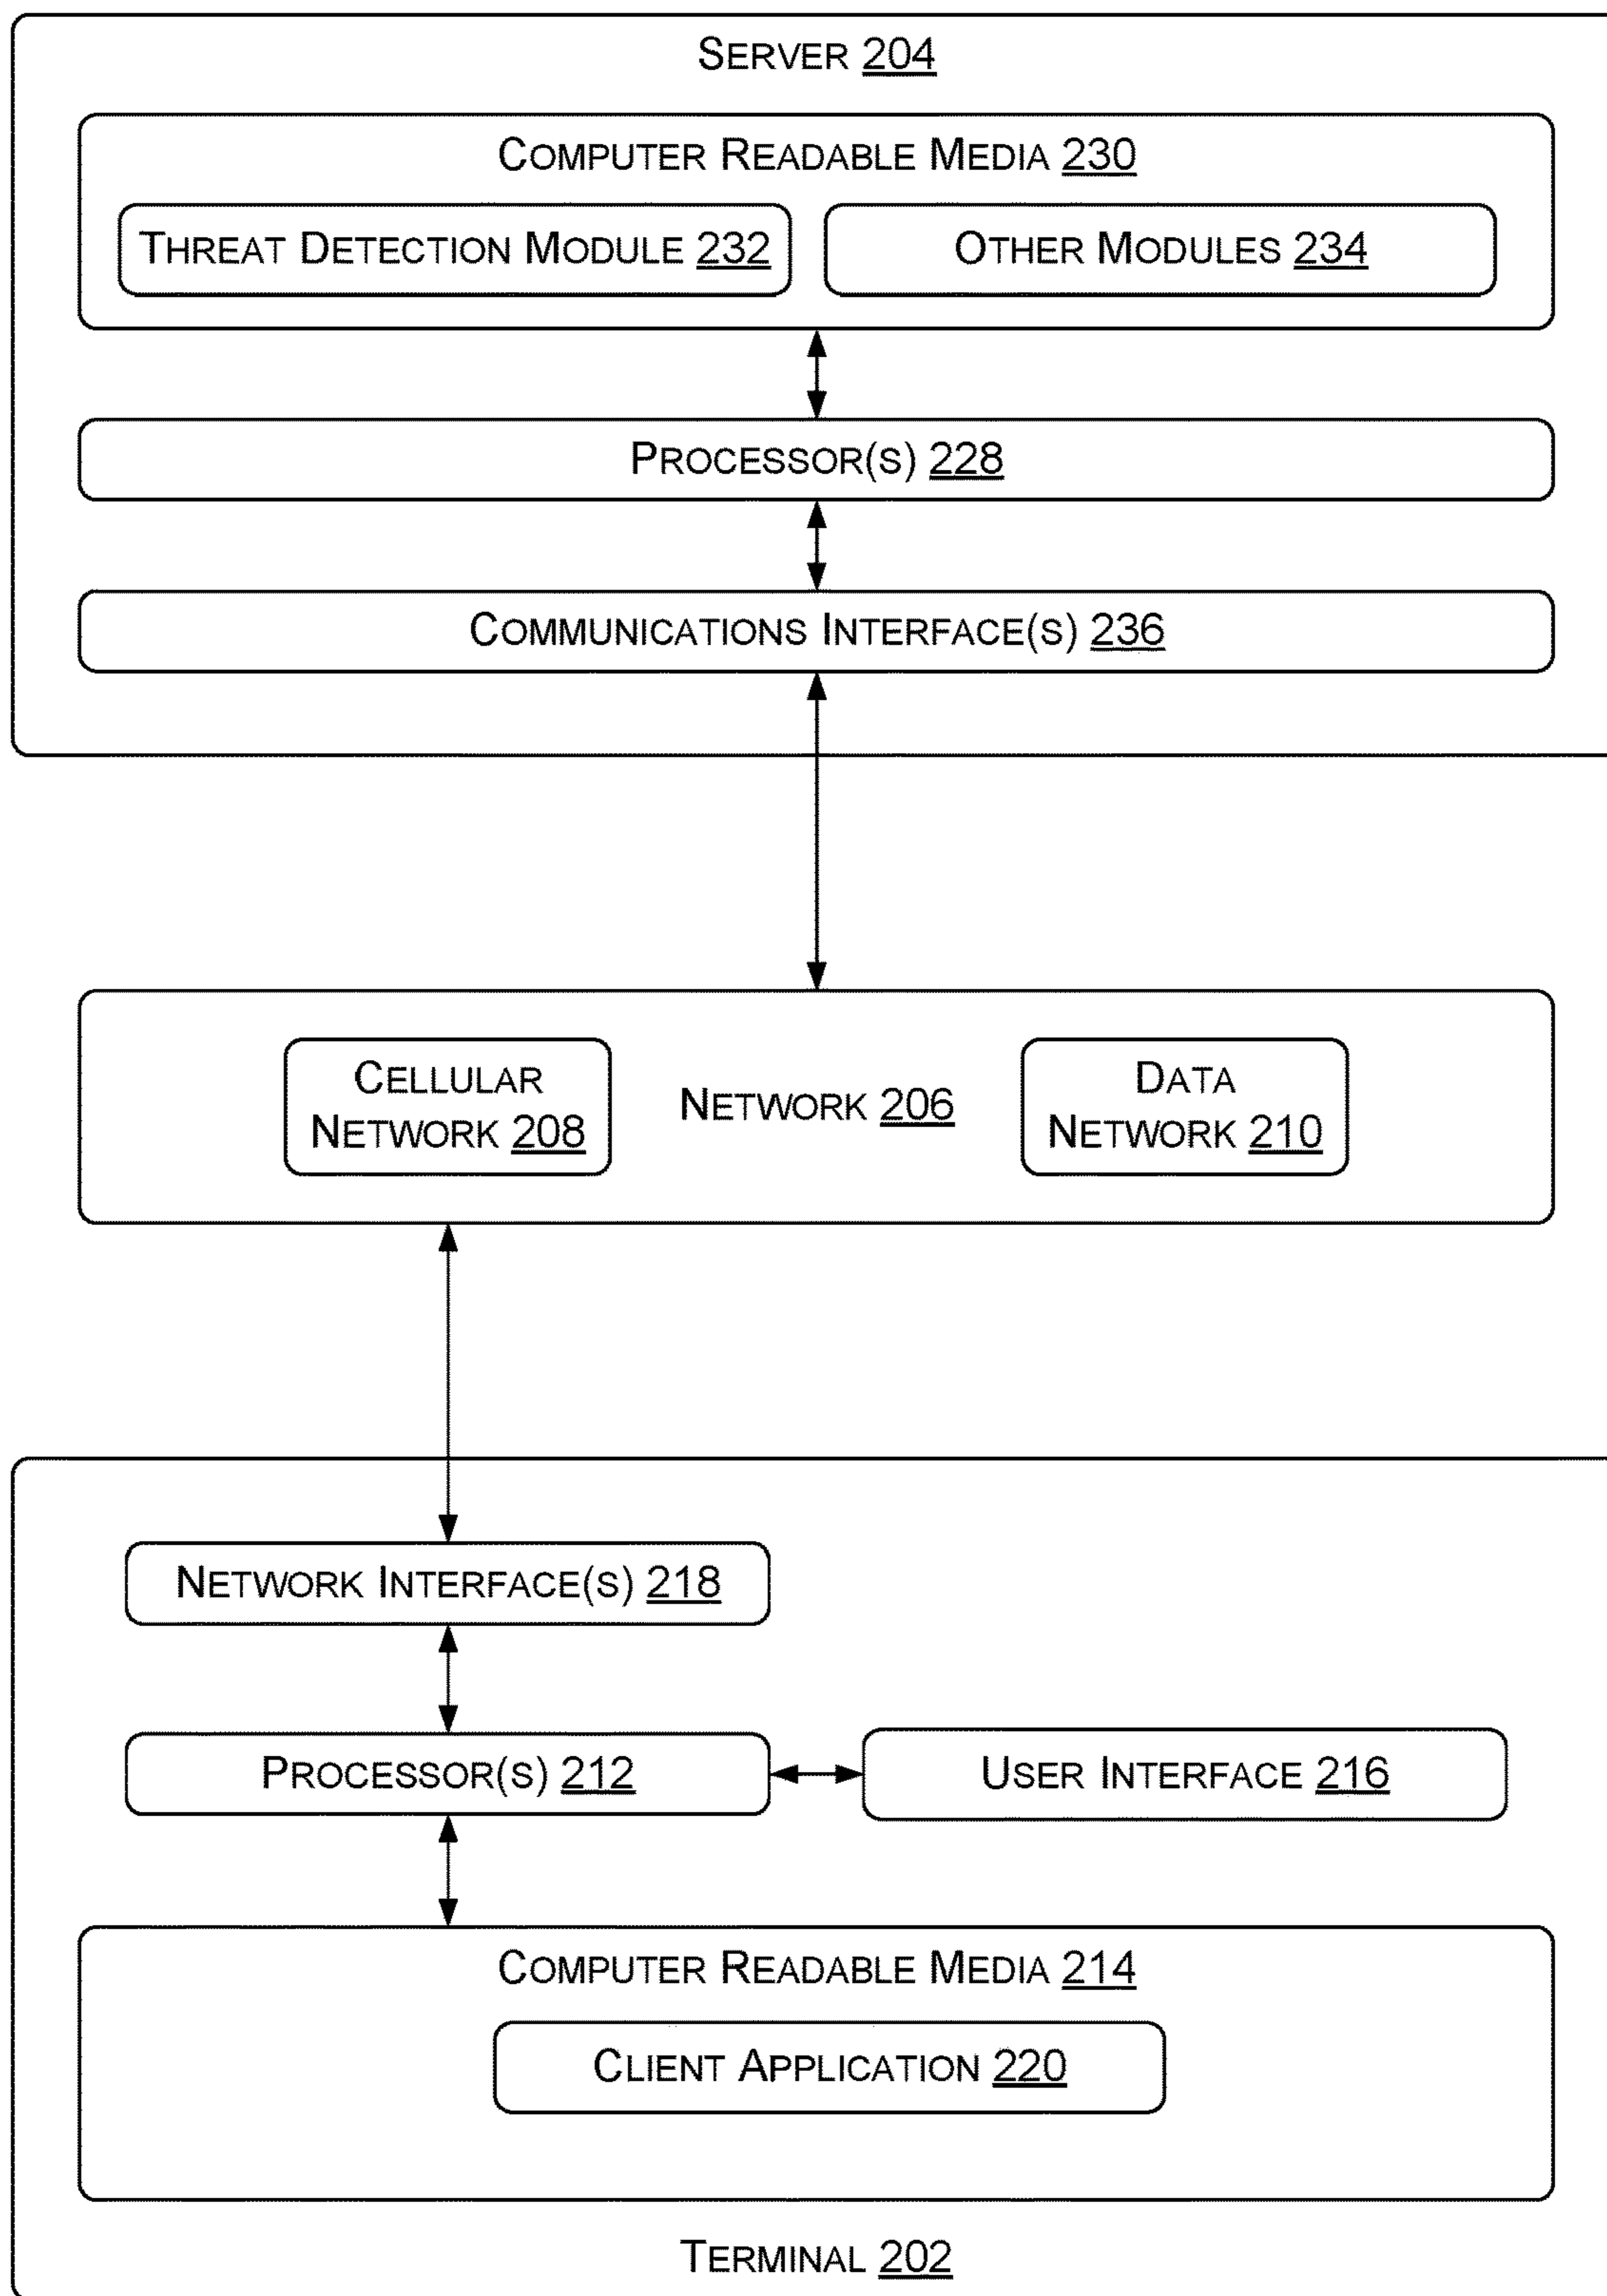 SERVER 204
COMPUTER READABLE MEDIA 230
THREAT DETECTION MODULE 232
OTHER MODULES 234
PROCESSOR(S) 228
COMMUNICATIONS INTERFACE(S) 236
CELLULAR
NETWORK 208
NETWORK 206
DATA
NETWORK 210
NETWORK INTERFACE(S) 218
PROCESSOR(S) 212
USER INTERFACE 216
COMPUTER READABLE MEDIA 214
CLIENT APPLICATION 220
TERMINAL 202